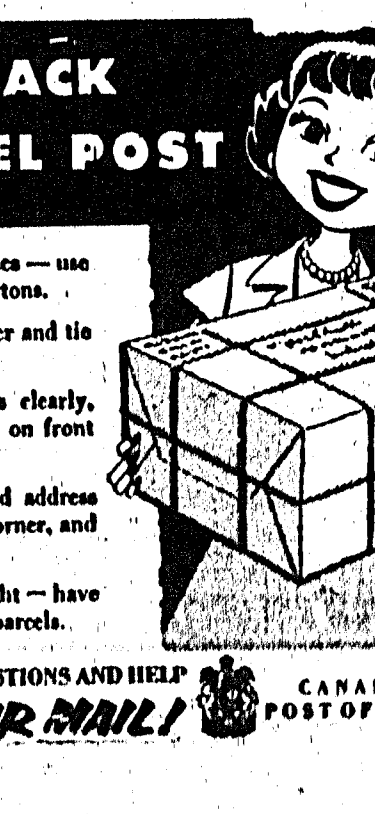 ACK
EL POST
es — use
tons.
er and tie
s clearly,
on front
d address
orner, and
ht — have
parcels.
STIONS AND HELP
R MAIL!
CANA
POST OF